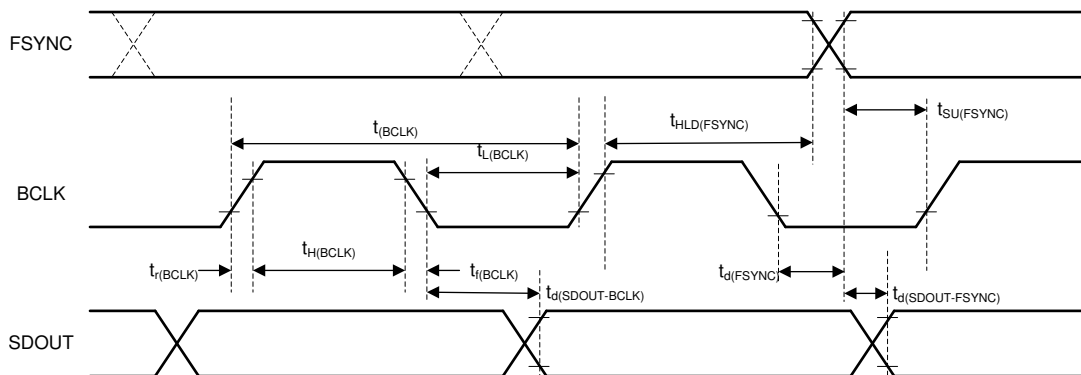 FSYNC
t(BCLK)
tHLD(FSYNC)
tSU(FSYNC)
tL(BCLK)
BCLK
tr(BCLK)
tH(BCLK)
tf(BCLK)
td(FSYNC)
td(SDOUT-BCLK)
td(SDOUT-FSYNC)
SDOUT